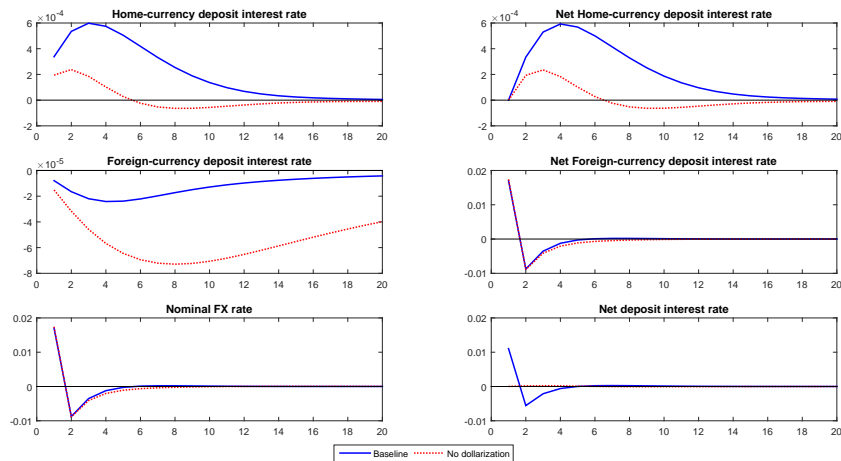 Home-currency deposit interest rate
×10⁻⁴
6
4
2
0
-2
0 2 4 6 8 10 12 14 16 18 20
Net Home-currency deposit interest rate
×10⁻⁴
6
4
2
0
-2
0 2 4 6 8 10 12 14 16 18 20
Foreign-currency deposit interest rate
×10⁻⁵
0
-2
-4
-6
-8
0 2 4 6 8 10 12 14 16 18 20
Net Foreign-currency deposit interest rate
0.02
0.01
0
-0.01
0 2 4 6 8 10 12 14 16 18 20
Nominal FX rate
0.02
0.01
0
-0.01
0 2 4 6 8 10 12 14 16 18 20
Net deposit interest rate
0.02
0.01
0
-0.01
0 2 4 6 8 10 12 14 16 18 20
Baseline No dollarization